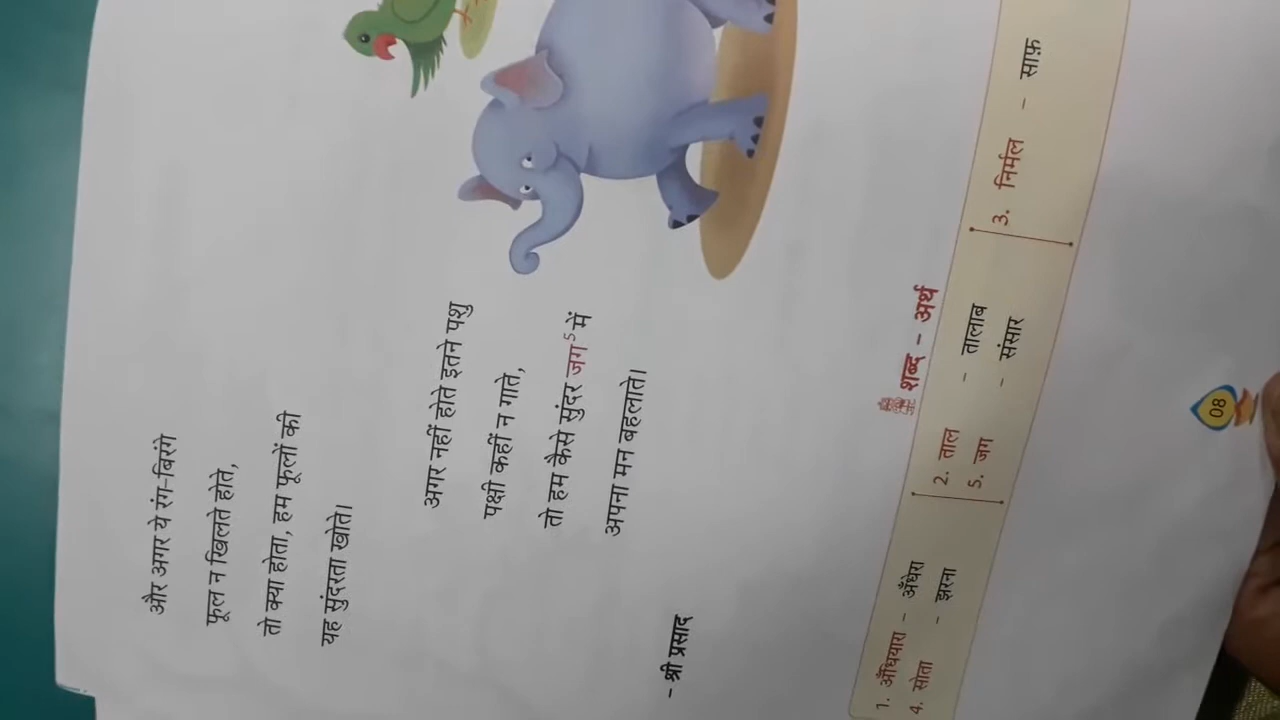 और अगर ये रंग-बिरंगे
फूल न खिलते होते,
तो क्या होता, हम फूलों की
यह सुंदरता खोते।
अगर नहीं होते इतने पशु
पक्षी कहीं न गाते,
तो हम कैसे सुंदर जग⁵ में
अपना मन बहलाते।
- श्री प्रसाद
शब्द - अर्थ
1. अँधियारा - अँधेरा 2. ताल - तालाब 3. निर्मल - साफ़
4. सोता - झरना 5. जग - संसार
08